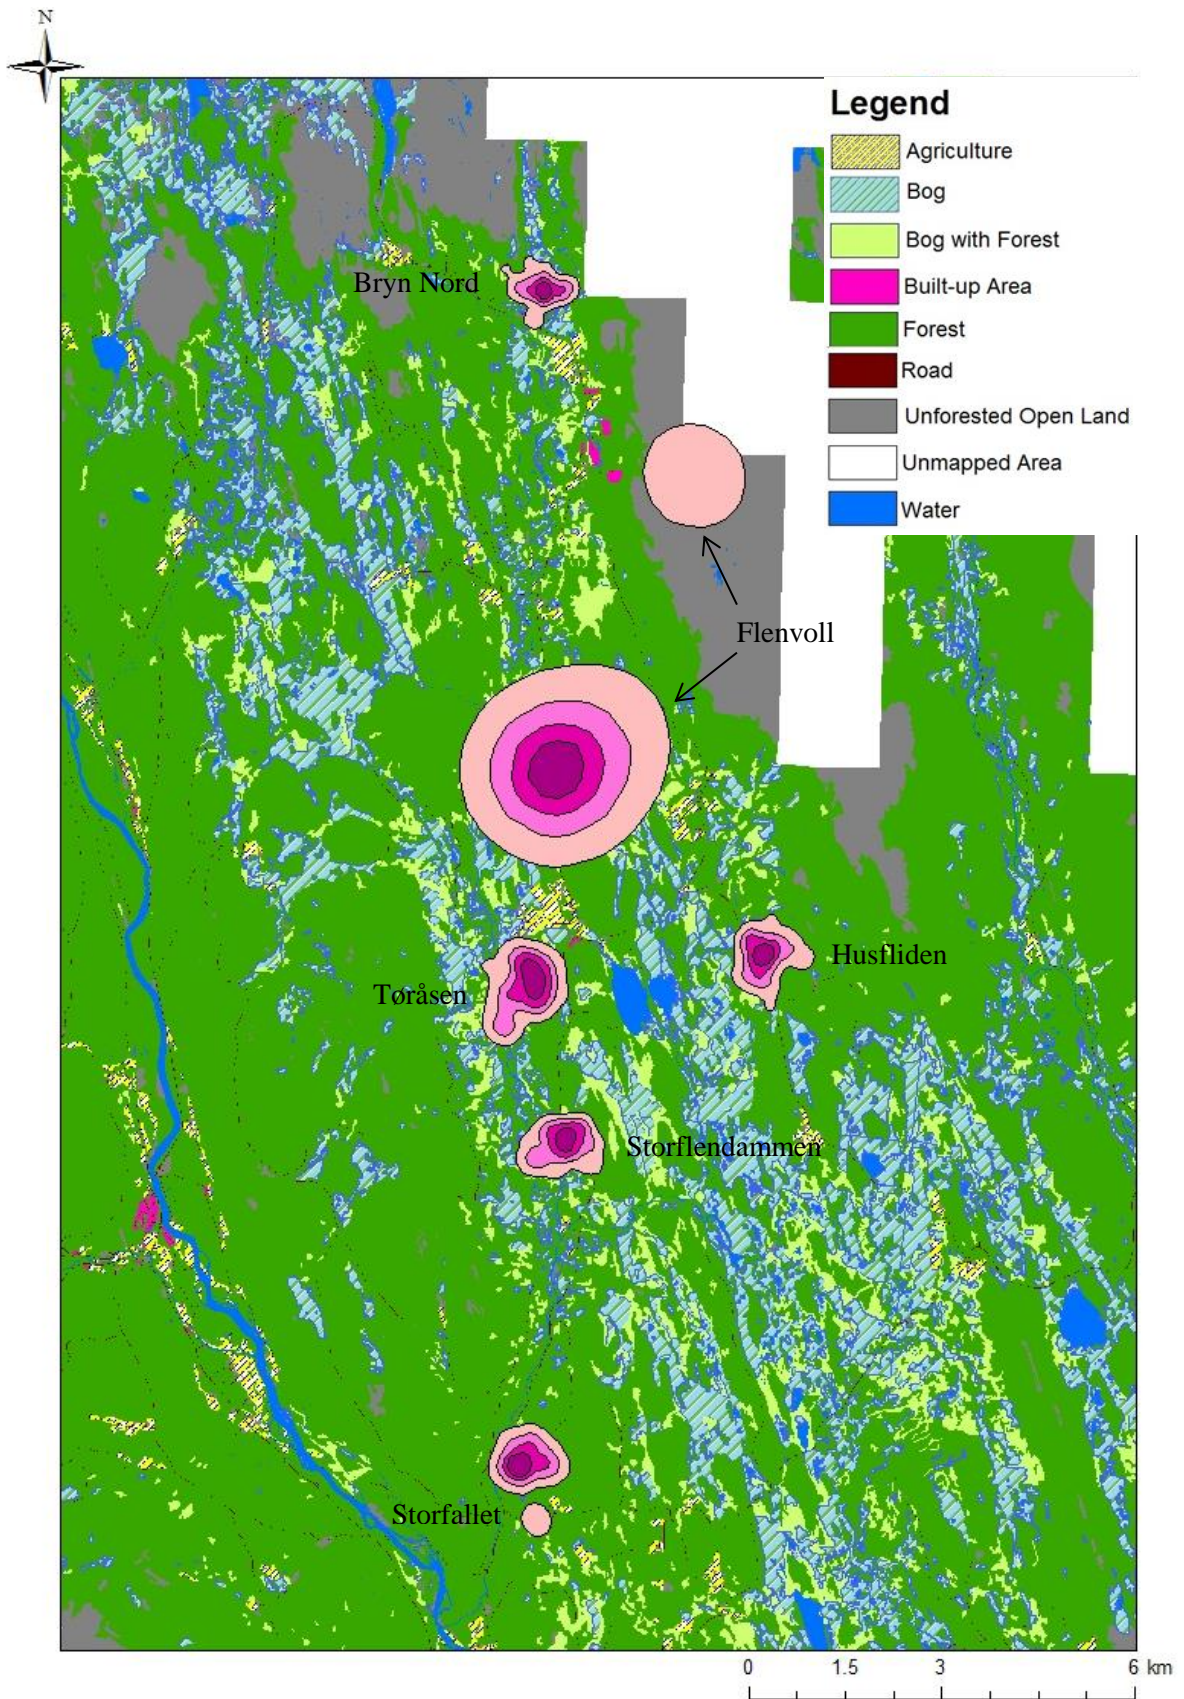 N
Legend
Agriculture
Bog
Bog with Forest
Built-up Area
Forest
Road
Unforested Open Land
Unmapped Area
Water
Bryn Nord
Flenvoll
Husfliden
Tøråsen
Storflendammen
Storfallet
0 1.5 3 6 km